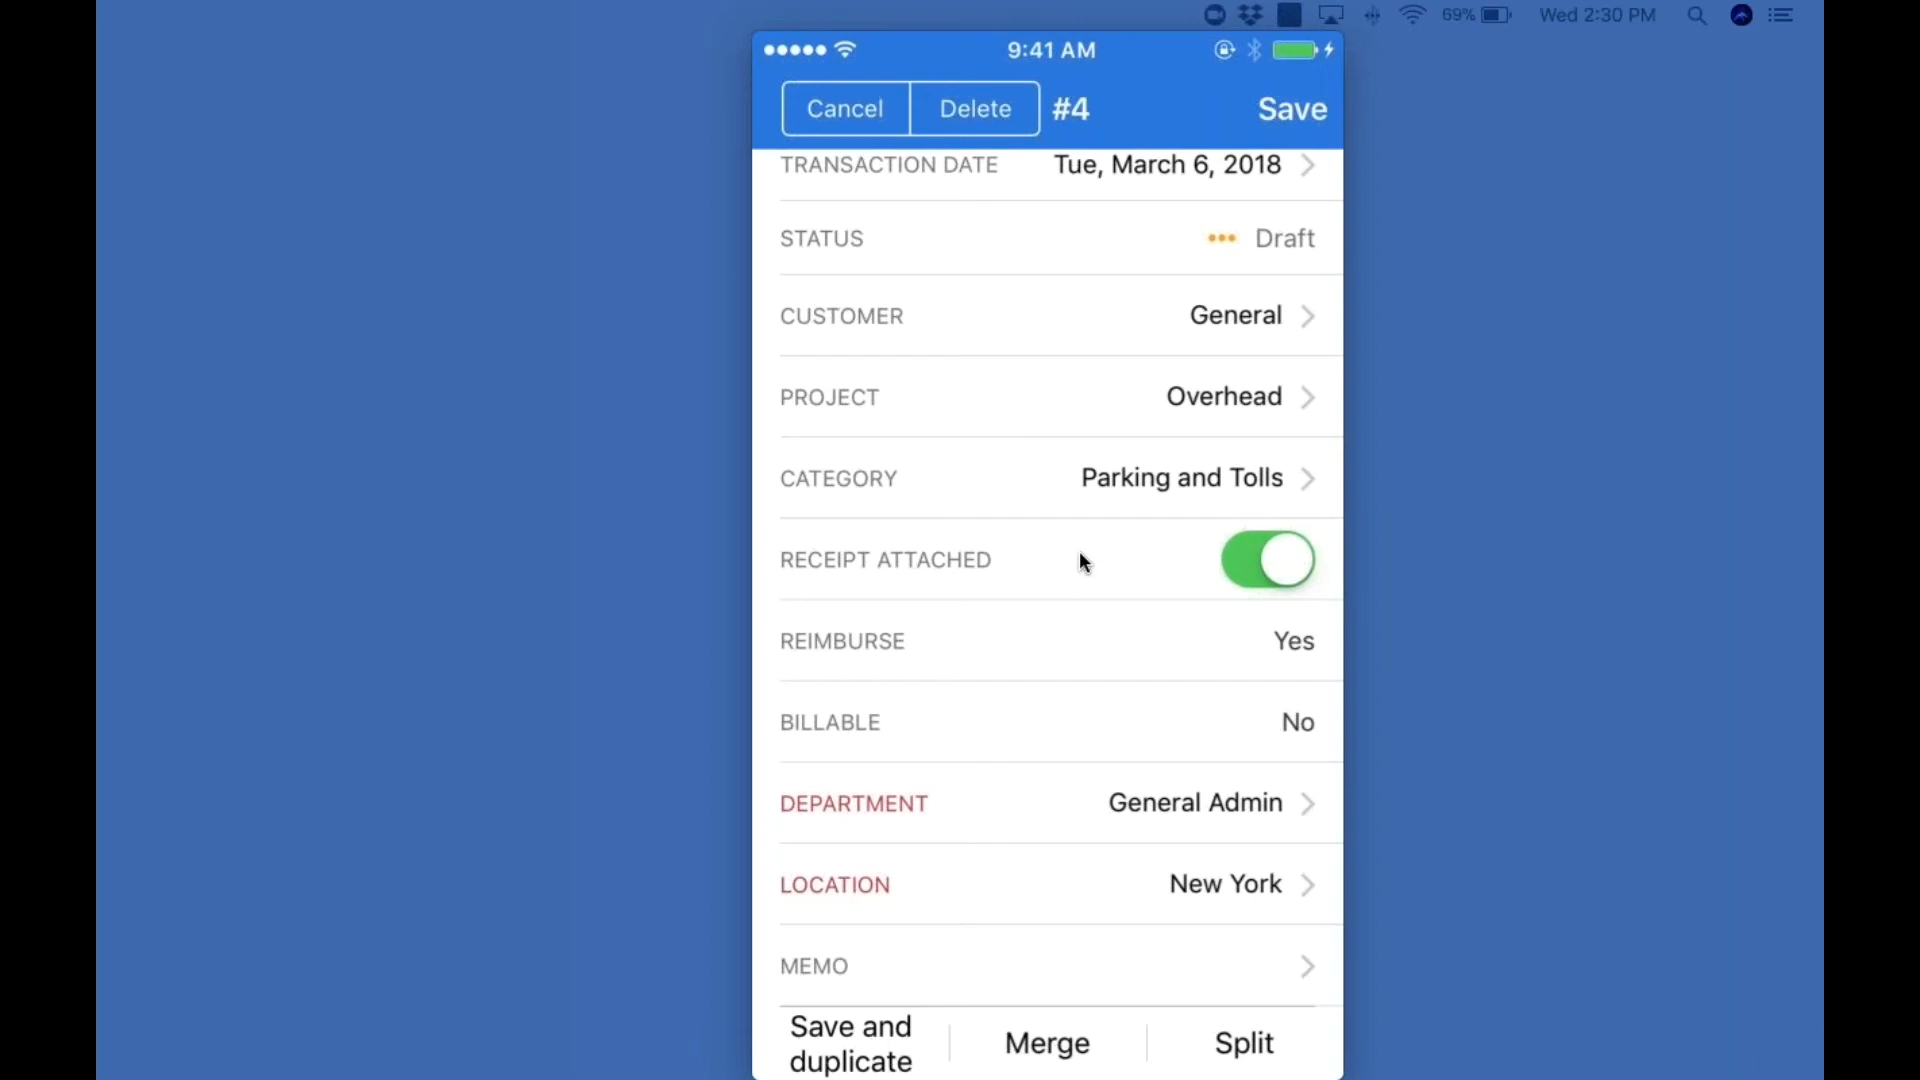 69% Wed 2:30 PM
9:41 AM
Cancel Delete #4 Save
TRANSACTION DATE Tue, March 6, 2018
STATUS Draft
CUSTOMER General
PROJECT Overhead
CATEGORY Parking and Tolls
RECEIPT ATTACHED
REIMBURSE Yes
BILLABLE No
DEPARTMENT General Admin
LOCATION New York
MEMO
Save and
duplicate
Merge
Split